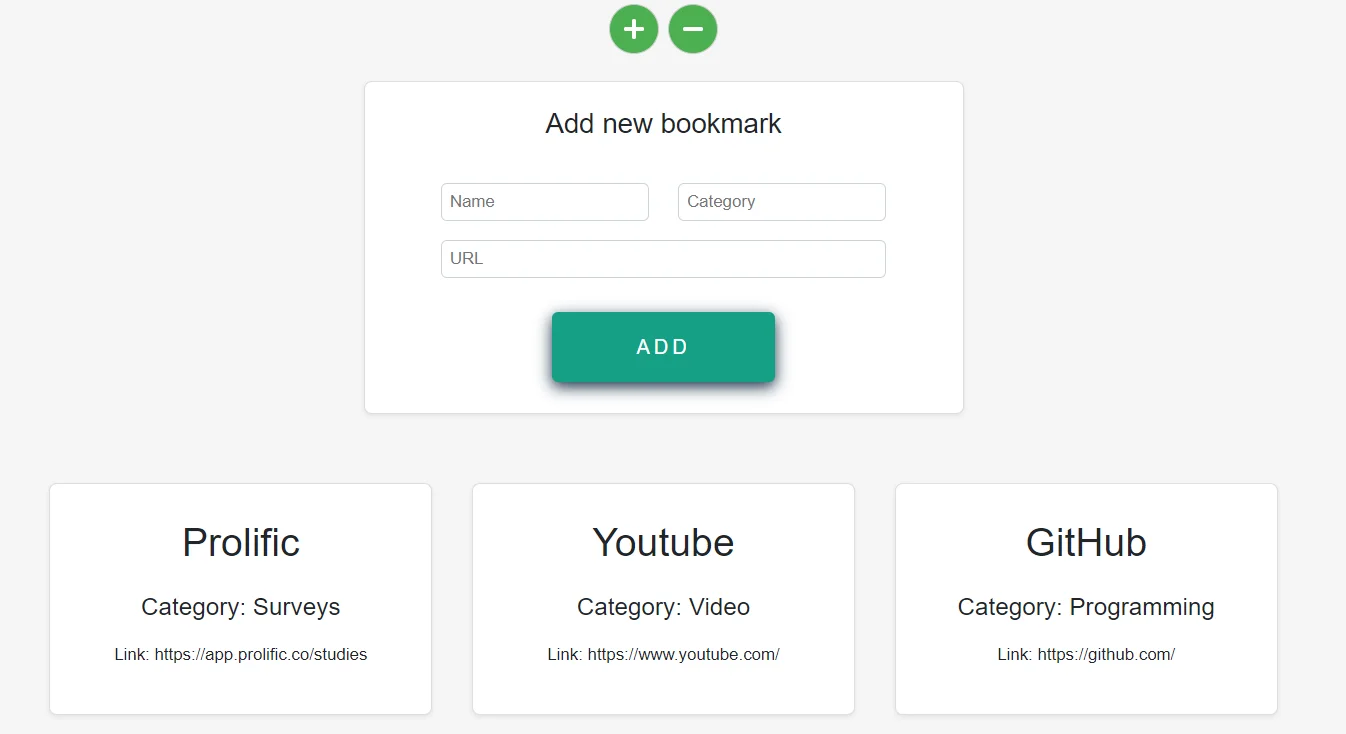 Add new bookmark
Name Category
URL
ADD
Prolific Youtube GitHub
Category: Surveys Category: Video Category: Programming
Link: https://app.prolific.co/studies Link: https://www.youtube.com/ Link: https://github.com/